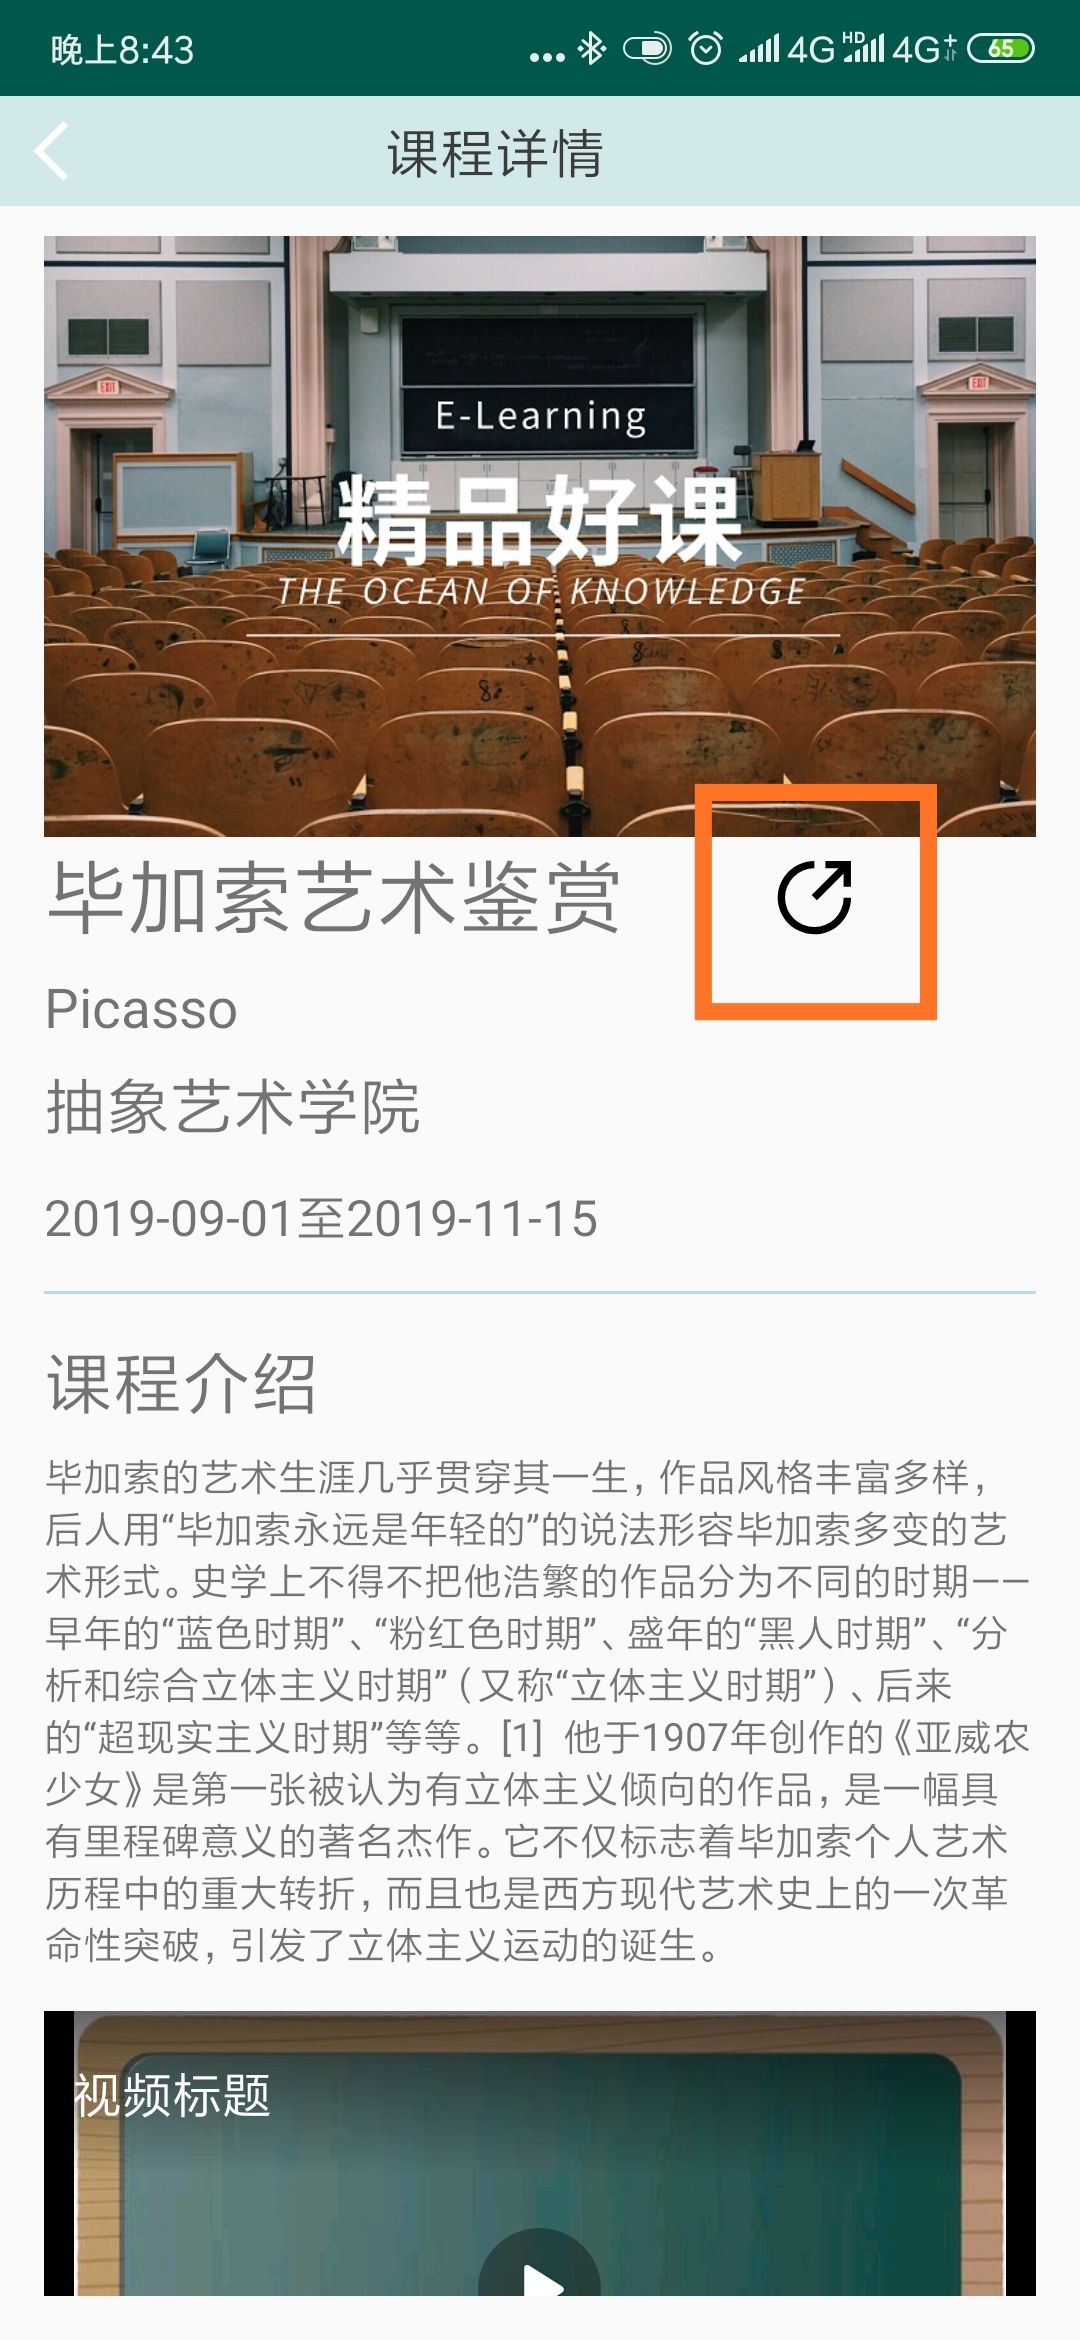 晚上8:43
4G HD 4G+ 65
课程详情
EXIT
EXIT
E-Learning
精品好课
THE OCEAN OF KNOWLEDGE
毕加索艺术鉴赏
Picasso
抽象艺术学院
2019-09-01至2019-11-15
课程介绍
毕加索的艺术生涯几乎贯穿其一生，作品风格丰富多样，
后人用“毕加索永远是年轻的”的说法形容毕加索多变的艺
术形式。史学上不得不把他浩繁的作品分为不同的时期——
早年的“蓝色时期”、“粉红色时期”、盛年的“黑人时期”、“分
析和综合立体主义时期”（又称“立体主义时期”）、后来
的“超现实主义时期”等等。[1]  他于1907年创作的《亚威农
少女》是第一张被认为有立体主义倾向的作品，是一幅具
有里程碑意义的著名杰作。它不仅标志着毕加索个人艺术
历程中的重大转折，而且也是西方现代艺术史上的一次革
命性突破，引发了立体主义运动的诞生。
视频标题